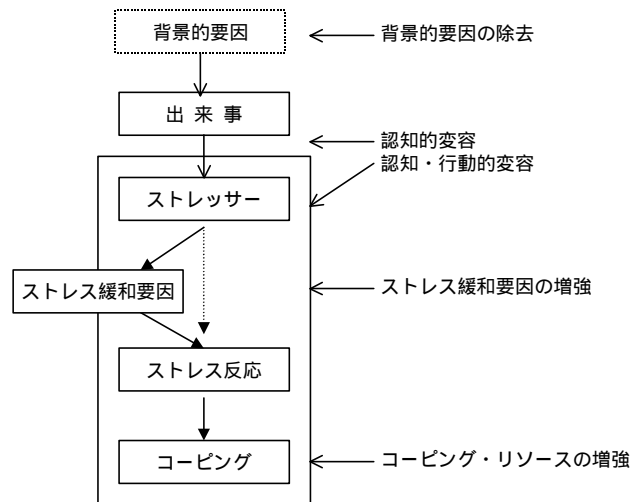 背景的要因
背景的要因の除去
出 来 事
認知的変容
認知・行動的変容
ストレッサー
ストレス緩和要因
ストレス緩和要因の増強
ストレス反応
コーピング
コーピング・リソースの増強